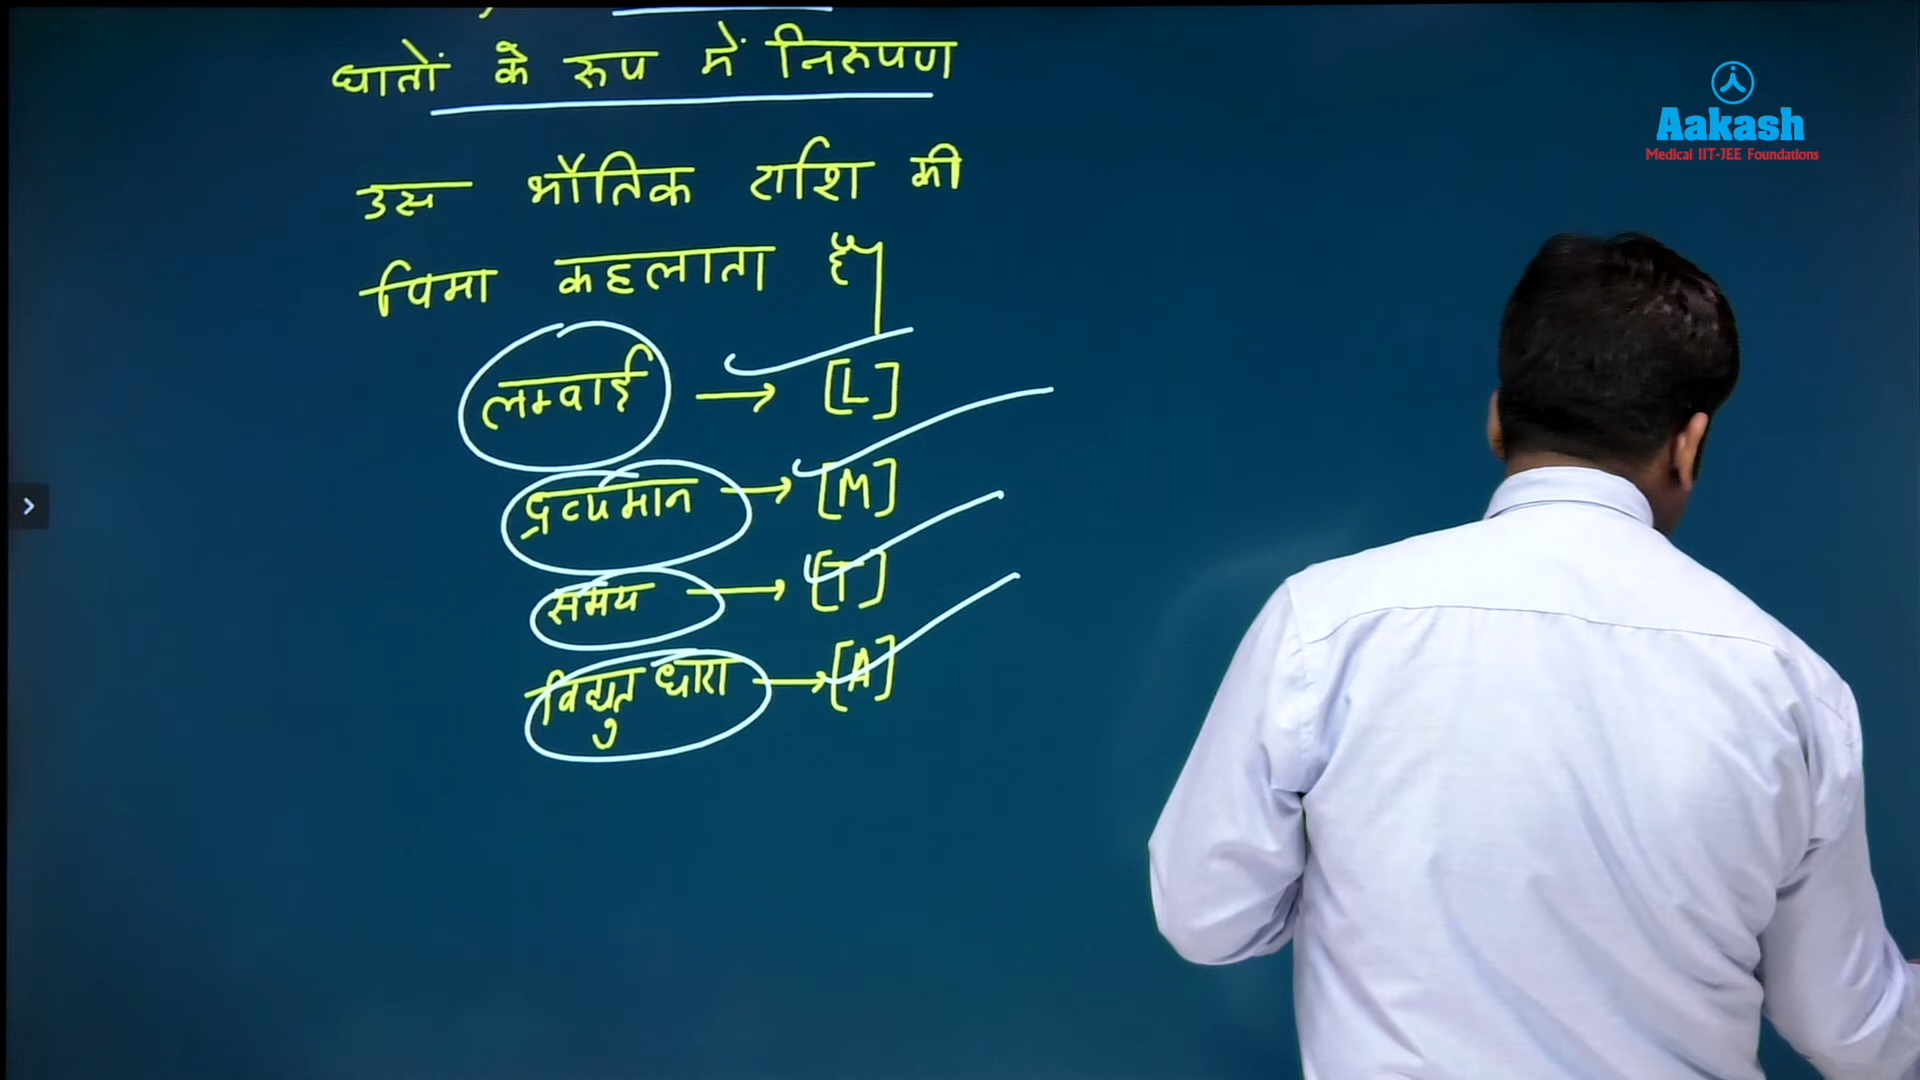 घातों के रूप में निरूपण
उस भौतिक राशि की
विमा कहलाता है।
लम्बाई → [L]
द्रव्यमान → [M]
समय → [T]
विद्युत धारा → [A]
Aakash
Medical IIT-JEE Foundations